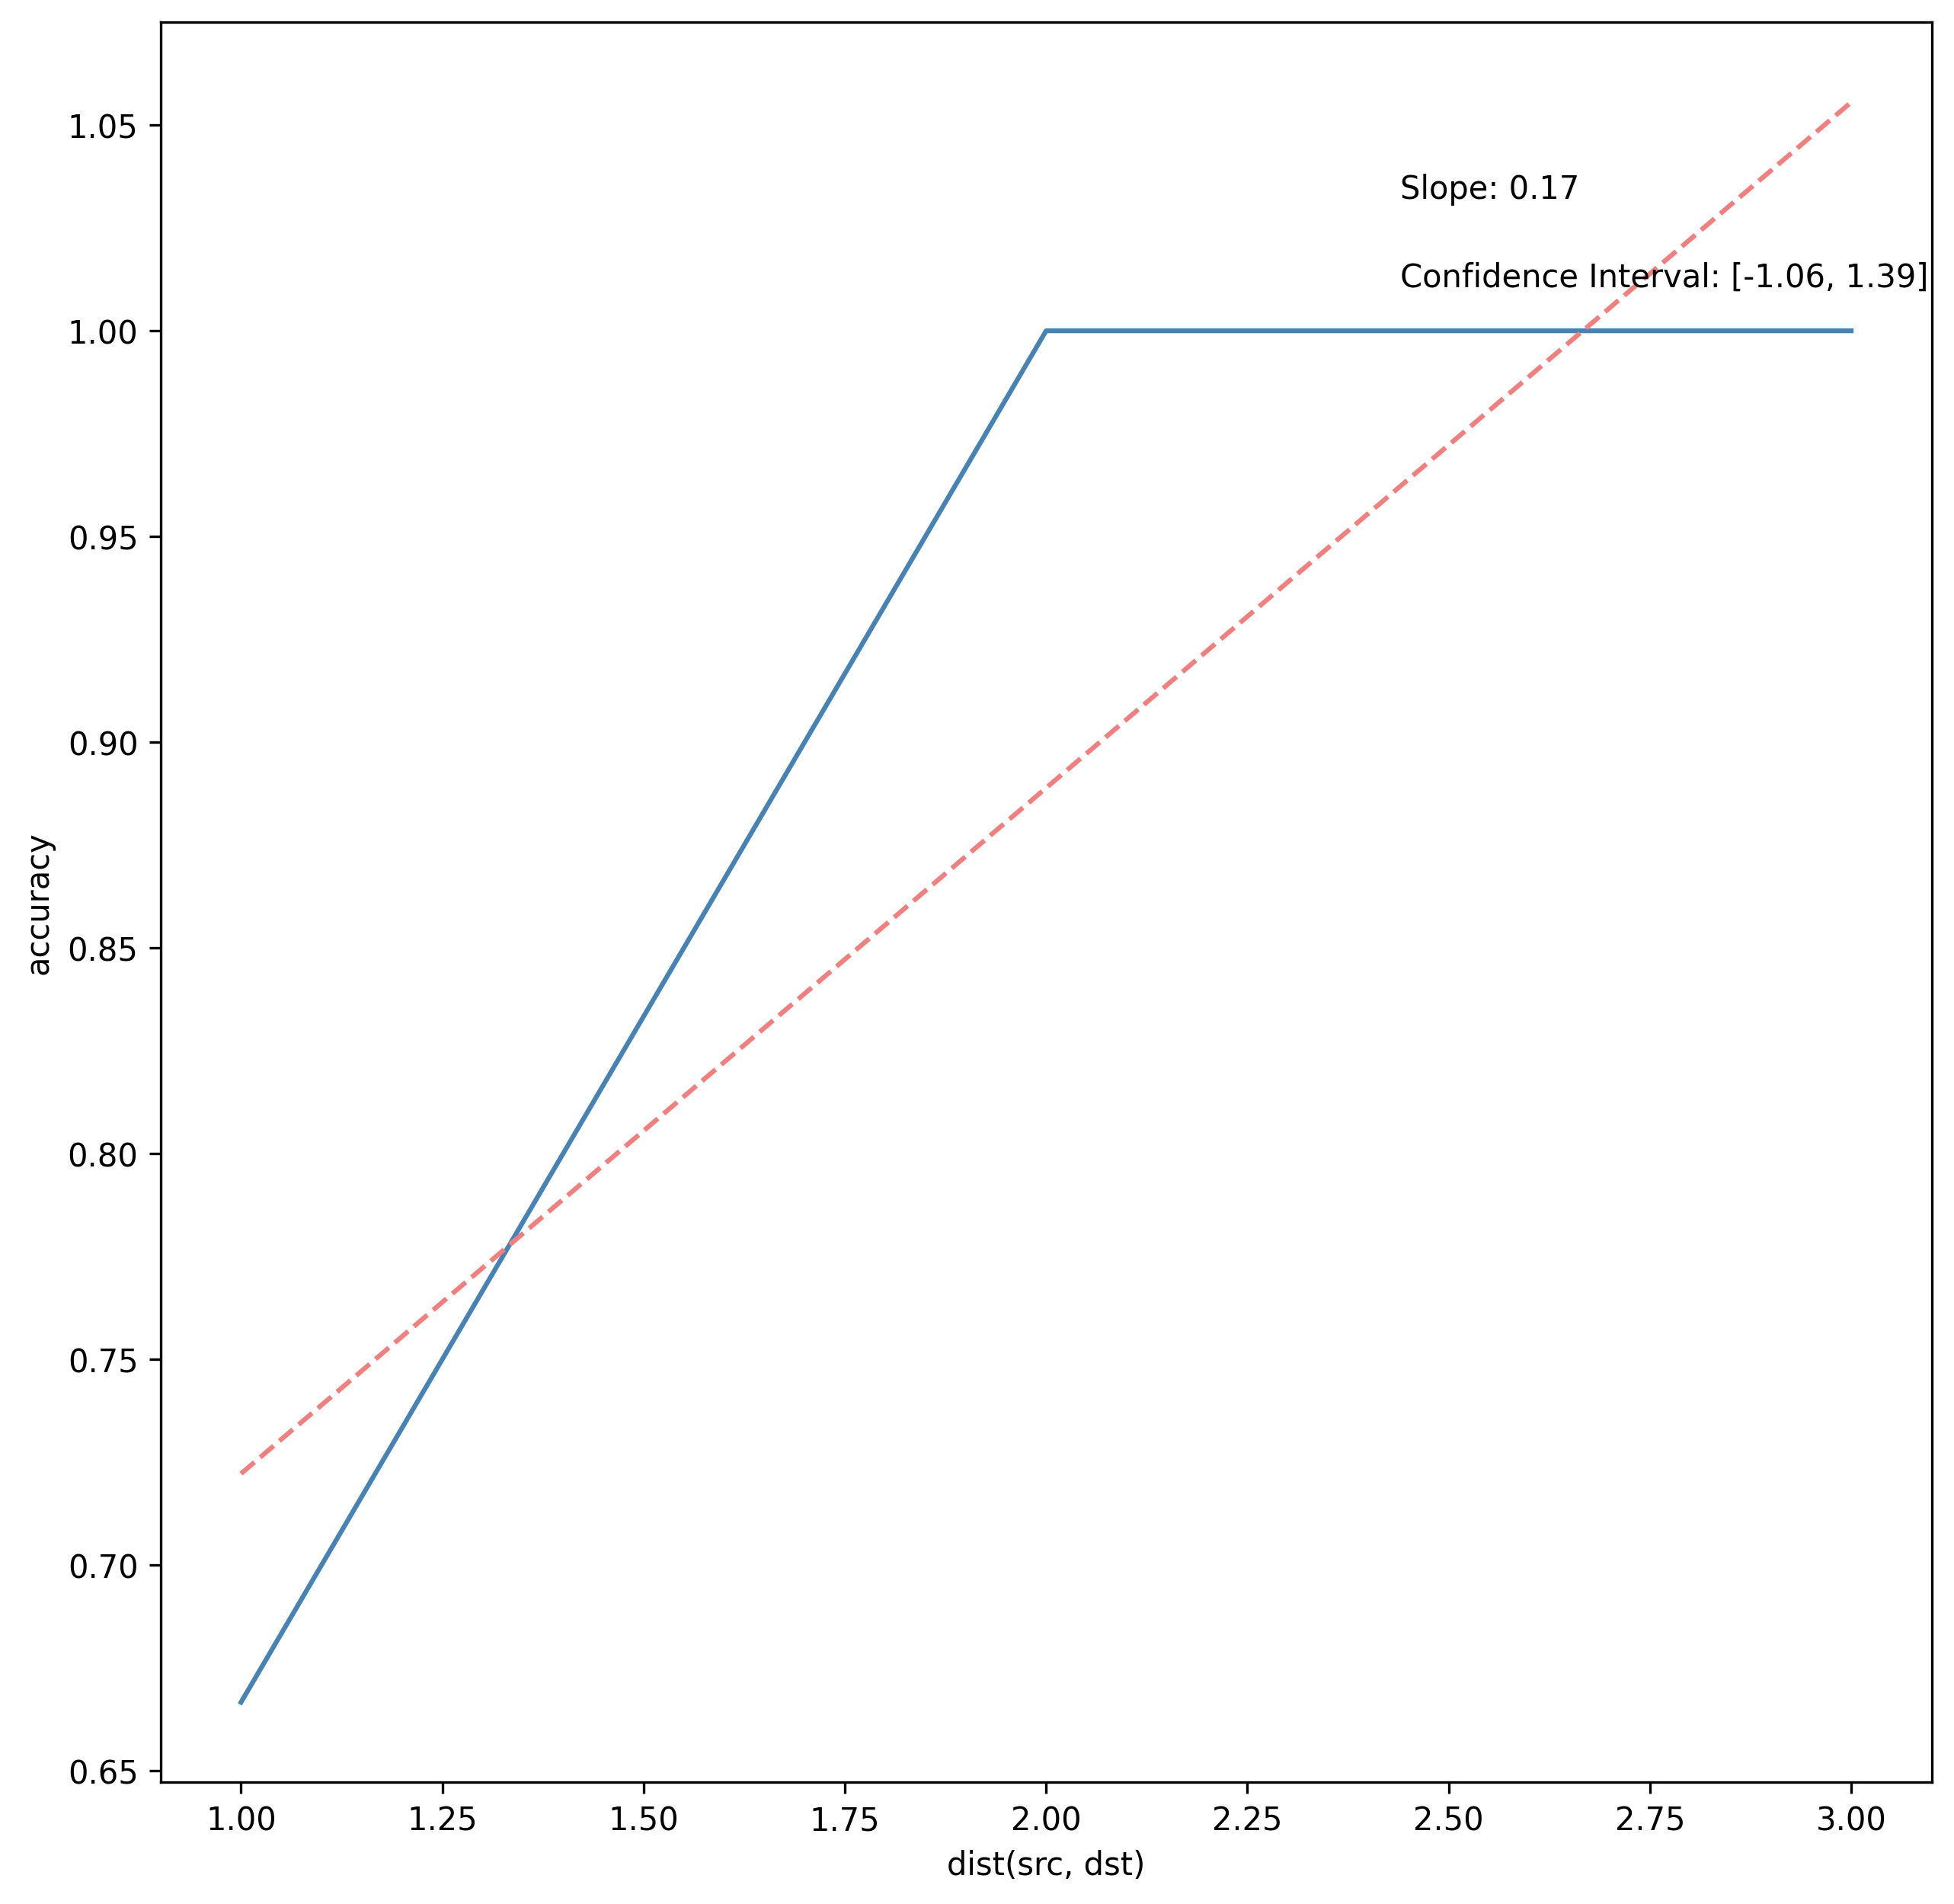 1.05
1.00
0.95
0.90
0.85
0.80
0.75
0.70
0.65
accuracy
Slope: 0.17
Confidence Interval: [-1.06, 1.39]
1.00 1.25 1.50 1.75 2.00 2.25 2.50 2.75 3.00
dist(src, dst)